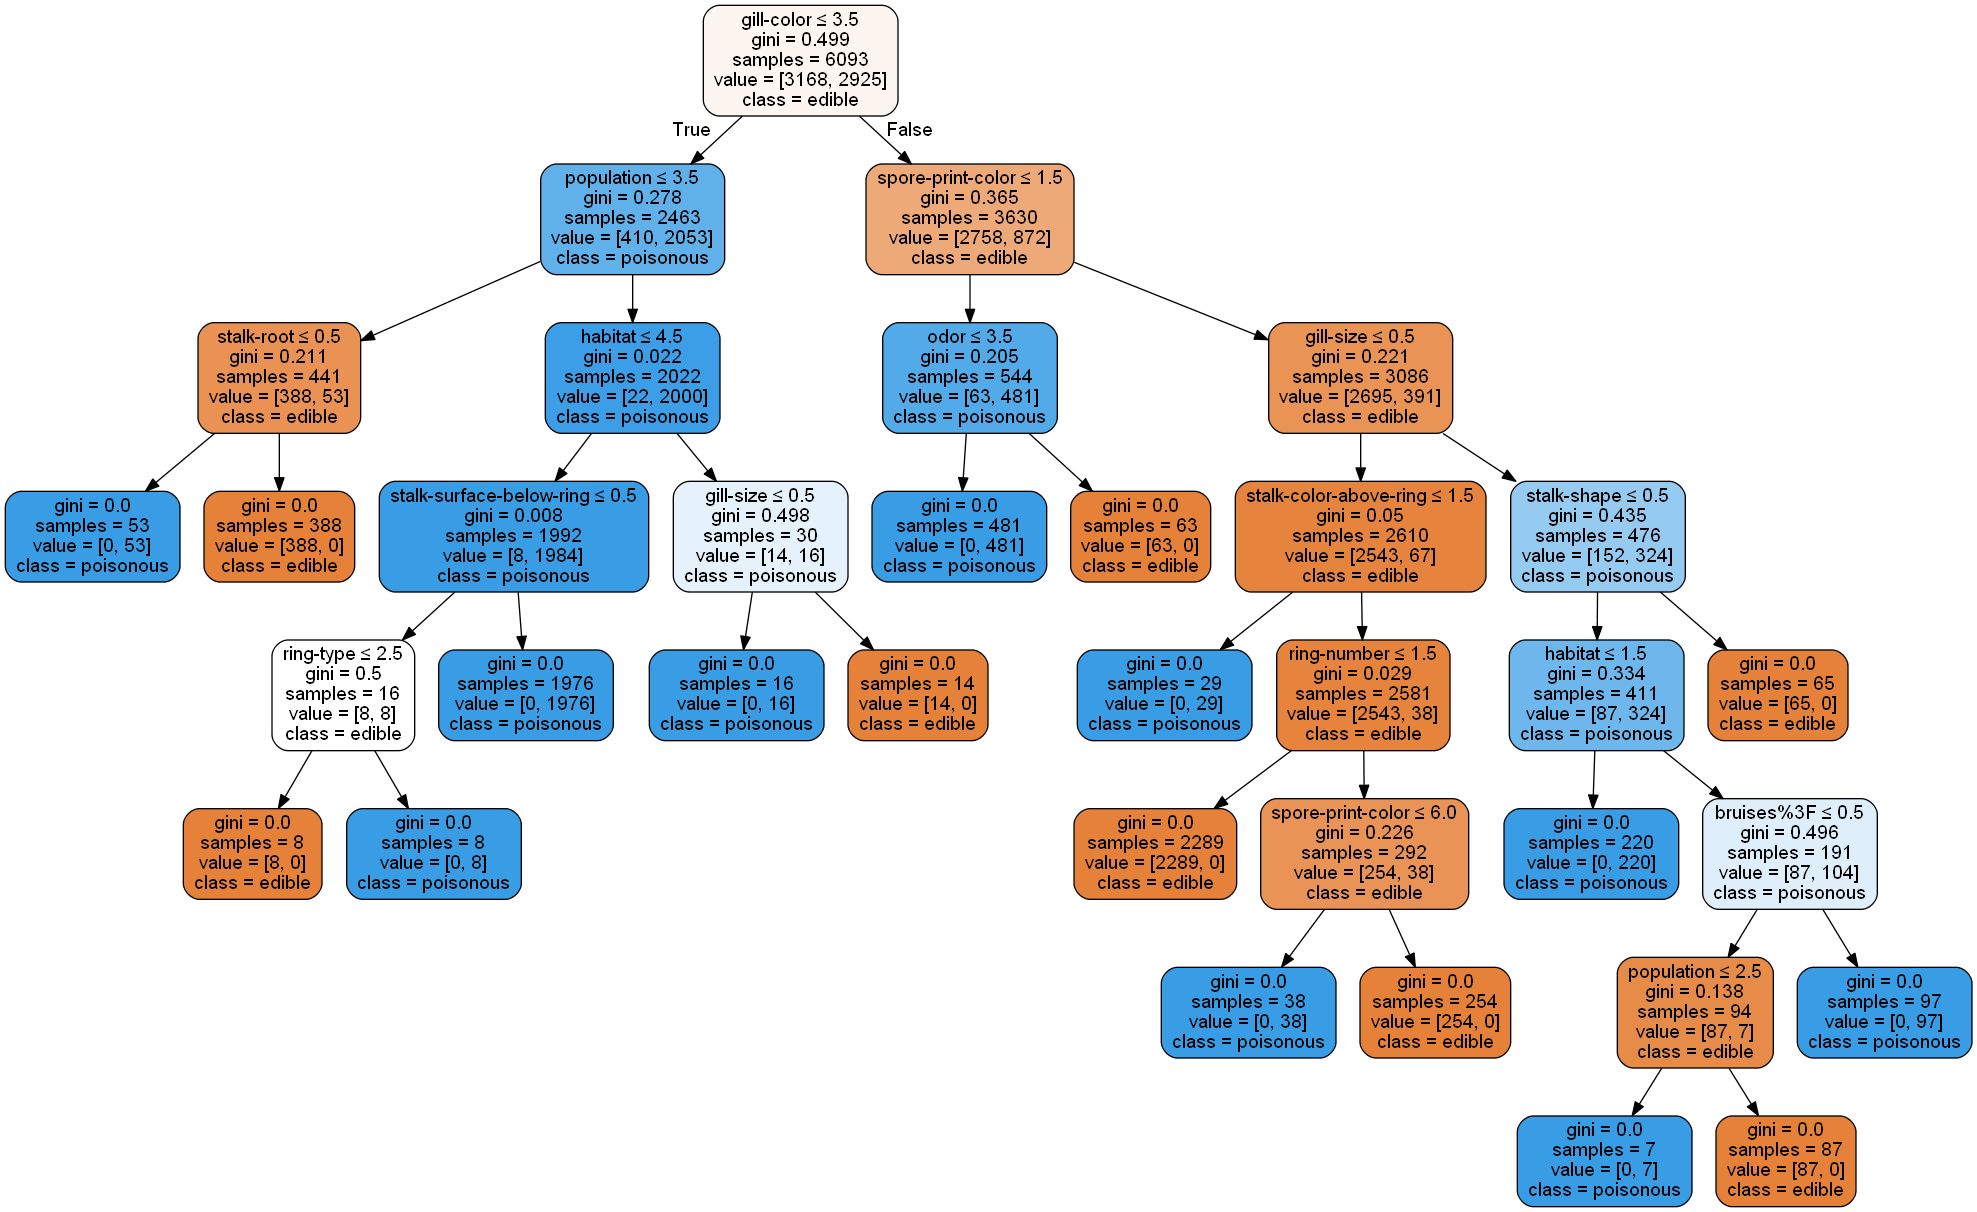 gill-color ≤ 3.5
gini = 0.499
samples = 6093
value = [3168, 2925]
class = edible
True
False
population ≤ 3.5
gini = 0.278
samples = 2463
value = [410, 2053]
class = poisonous
spore-print-color ≤ 1.5
gini = 0.365
samples = 3630
value = [2758, 872]
class = edible
stalk-root ≤ 0.5
gini = 0.211
samples = 441
value = [388, 53]
class = edible
habitat ≤ 4.5
gini = 0.022
samples = 2022
value = [22, 2000]
class = poisonous
odor ≤ 3.5
gini = 0.205
samples = 544
value = [63, 481]
class = poisonous
gill-size ≤ 0.5
gini = 0.221
samples = 3086
value = [2695, 391]
class = edible
gini = 0.0
samples = 53
value = [0, 53]
class = poisonous
gini = 0.0
samples = 388
value = [388, 0]
class = edible
stalk-surface-below-ring ≤ 0.5
gini = 0.008
samples = 1992
value = [8, 1984]
class = poisonous
gill-size ≤ 0.5
gini = 0.498
samples = 30
value = [14, 16]
class = poisonous
gini = 0.0
samples = 481
value = [0, 481]
class = poisonous
gini = 0.0
samples = 63
value = [63, 0]
class = edible
stalk-color-above-ring ≤ 1.5
gini = 0.05
samples = 2610
value = [2543, 67]
class = edible
stalk-shape ≤ 0.5
gini = 0.435
samples = 476
value = [152, 324]
class = poisonous
ring-type ≤ 2.5
gini = 0.5
samples = 16
value = [8, 8]
class = edible
gini = 0.0
samples = 1976
value = [0, 1976]
class = poisonous
gini = 0.0
samples = 16
value = [0, 16]
class = poisonous
gini = 0.0
samples = 14
value = [14, 0]
class = edible
gini = 0.0
samples = 29
value = [0, 29]
class = poisonous
ring-number ≤ 1.5
gini = 0.029
samples = 2581
value = [2543, 38]
class = edible
habitat ≤ 1.5
gini = 0.334
samples = 411
value = [87, 324]
class = poisonous
gini = 0.0
samples = 65
value = [65, 0]
class = edible
gini = 0.0
samples = 8
value = [8, 0]
class = edible
gini = 0.0
samples = 8
value = [0, 8]
class = poisonous
gini = 0.0
samples = 2289
value = [2289, 0]
class = edible
spore-print-color ≤ 6.0
gini = 0.226
samples = 292
value = [254, 38]
class = edible
gini = 0.0
samples = 220
value = [0, 220]
class = poisonous
bruises%3F ≤ 0.5
gini = 0.496
samples = 191
value = [87, 104]
class = poisonous
gini = 0.0
samples = 38
value = [0, 38]
class = poisonous
gini = 0.0
samples = 254
value = [254, 0]
class = edible
population ≤ 2.5
gini = 0.138
samples = 94
value = [87, 7]
class = edible
gini = 0.0
samples = 97
value = [0, 97]
class = poisonous
gini = 0.0
samples = 7
value = [0, 7]
class = poisonous
gini = 0.0
samples = 87
value = [87, 0]
class = edible